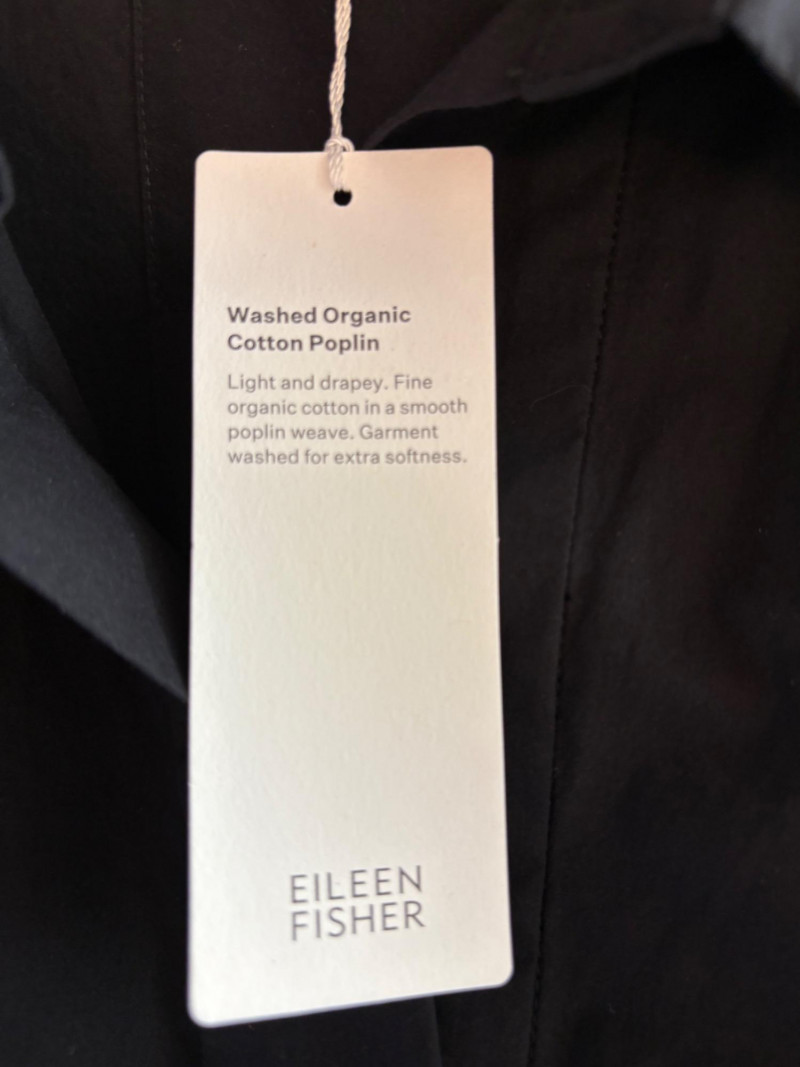 Washed Organic
Cotton Poplin
Light and drapey. Fine
organic cotton in a smooth
poplin weave. Garment
washed for extra softness.
EILEEN
FISHER